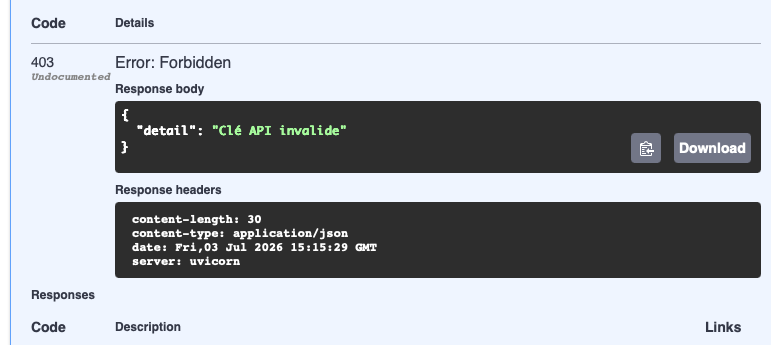 Code Details
403 Error: Forbidden
Undocumented
Response body
{
"detail": "Clé API invalide"
}
Download
Response headers
content-length: 30
content-type: application/json
date: Fri,03 Jul 2026 15:15:29 GMT
server: uvicorn
Responses
Code Description Links